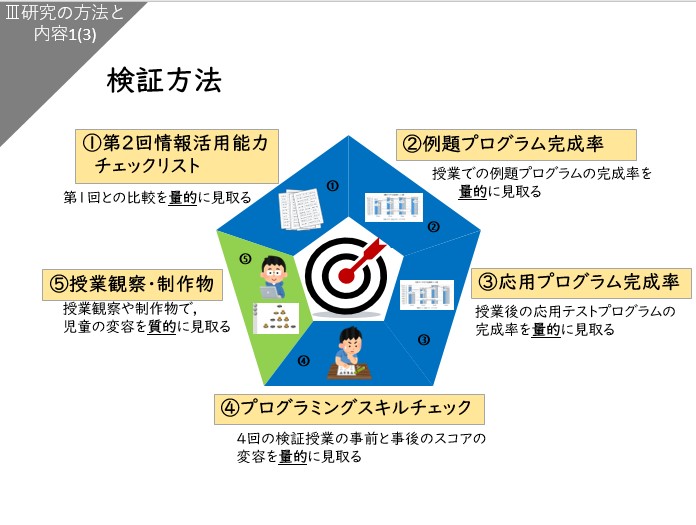 Ⅲ研究の方法と
内容1(3)
検証方法
①第2回情報活用能力
チェックリスト
第1回との比較を量的に見取る
②例題プログラム完成率
授業での例題プログラムの完成率を
量的に見取る
③応用プログラム完成率
授業後の応用テストプログラムの
完成率を量的に見取る
④プログラミングスキルチェック
4回の検証授業の事前と事後のスコアの
変容を量的に見取る
⑤授業観察・制作物
授業観察や制作物で，
児童の変容を質的に見取る
①
②
③
④
⑤